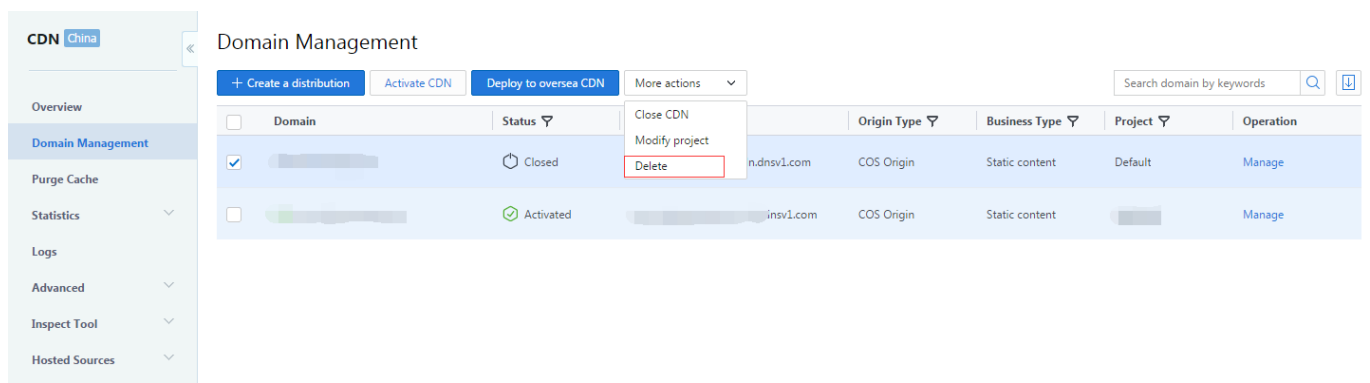 CDN China
Domain Management
+ Create a distribution Activate CDN Deploy to oversea CDN More actions Search domain by keywords
Overview
Domain Management
Purge Cache
Statistics
Logs
Advanced
Inspect Tool
Hosted Sources
Close CDN
Modify project
Delete
Domain Status Origin Type Business Type Project Operation
Closed n.dnsv1.com COS Origin Static content Default Manage
Activated insv1.com COS Origin Static content Manage